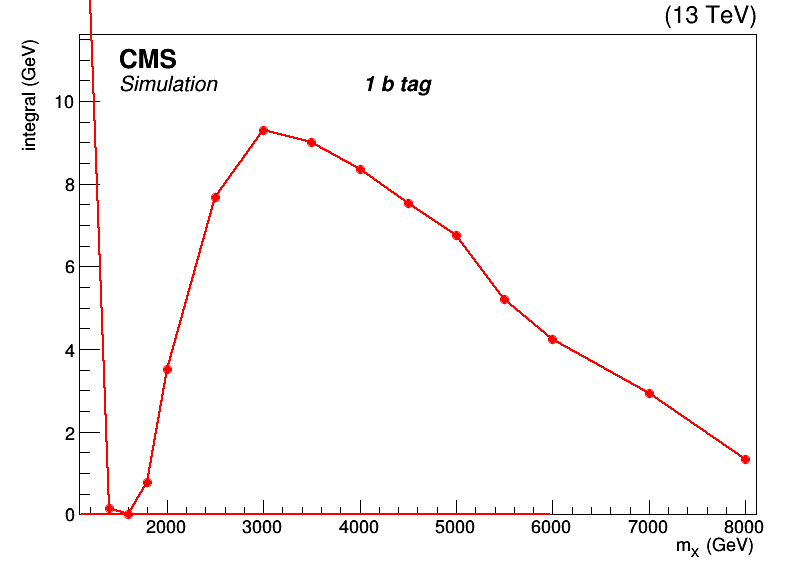 (13 TeV)
integral (GeV)
CMS
Simulation
1 b tag
10
8
6
4
2
0
2000 3000 4000 5000 6000 7000 8000
mX (GeV)